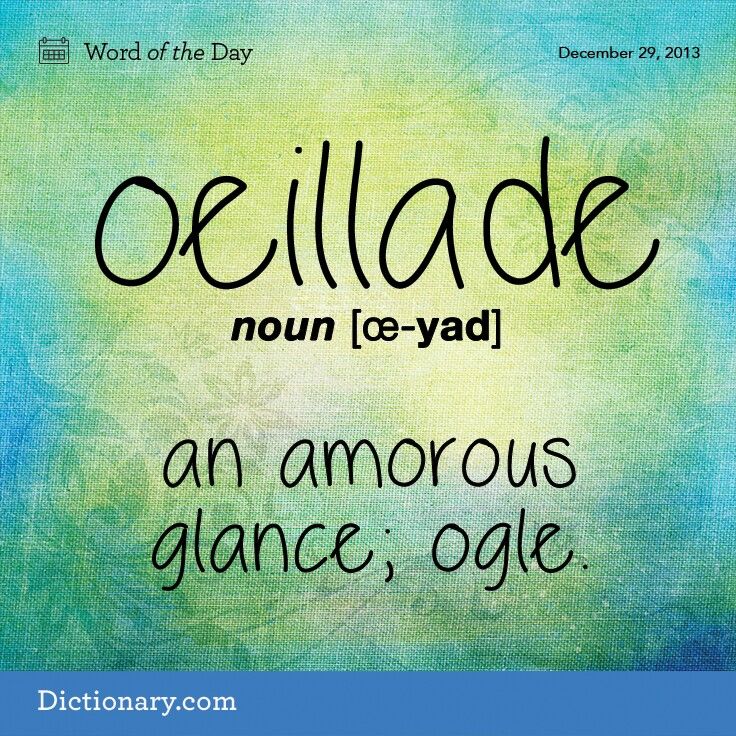 Word of the Day
December 29, 2013
oeillade
noun [œ-yad]
an amorous
glance; ogle.
Dictionary.com